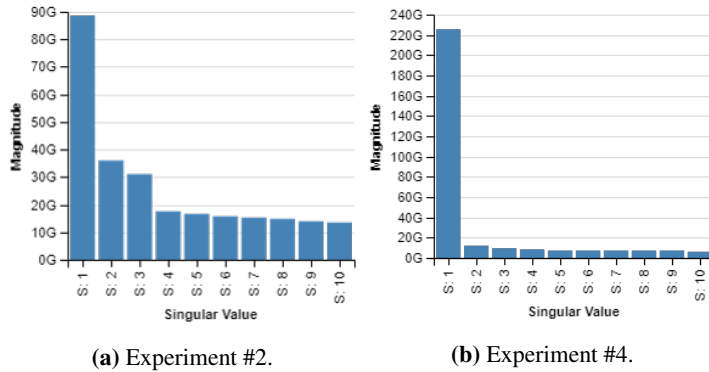 90G
80G
70G
60G
50G
40G
30G
20G
10G
0G
Magnitude
S: 1
S: 2
S: 3
S: 4
S: 5
S: 6
S: 7
S: 8
S: 9
S: 10
Singular Value
(a) Experiment #2.
240G
220G
200G
180G
160G
140G
120G
100G
80G
60G
40G
20G
0G
Magnitude
S: 1
S: 2
S: 3
S: 4
S: 5
S: 6
S: 7
S: 8
S: 9
S: 10
Singular Value
(b) Experiment #4.